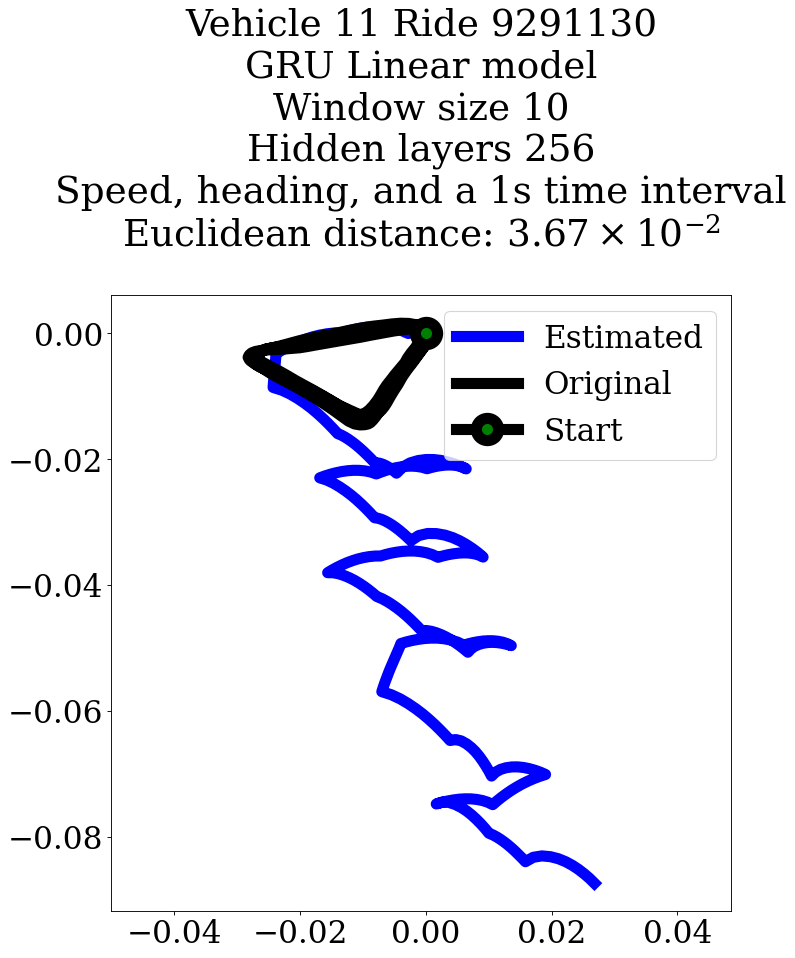 Vehicle 11 Ride 9291130
GRU Linear model
Window size 10
Hidden layers 256
Speed, heading, and a 1s time interval
Euclidean distance: 3.67 × 10⁻²
Estimated
Original
Start
0.00
−0.02
−0.04
−0.06
−0.08
−0.04 −0.02 0.00 0.02 0.04